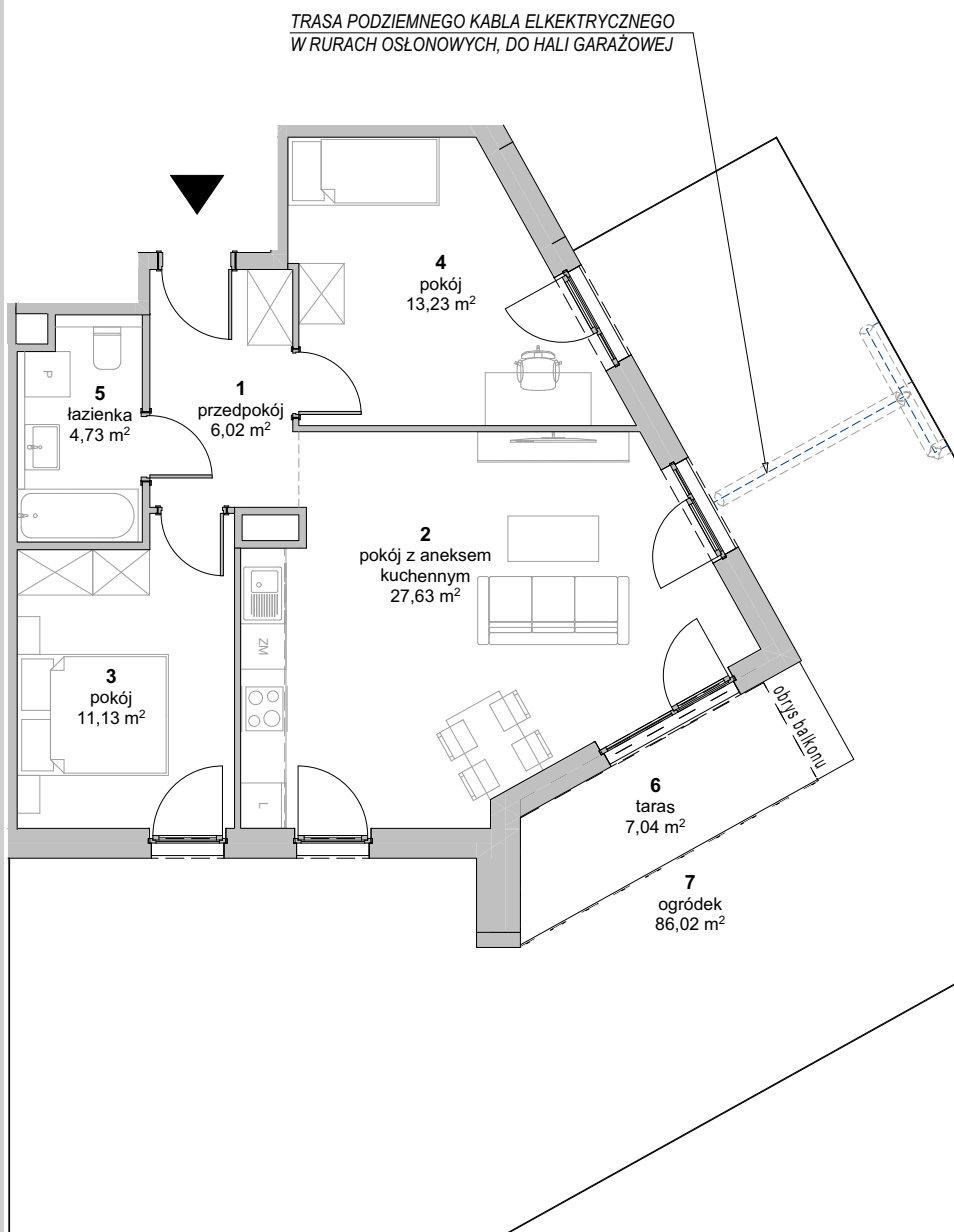 TRASA PODZIEMNEGO KABLA ELKEKTRYCZNEGO
W RURACH OSŁONOWYCH, DO HALI GARAŻOWEJ
4
pokój
13,23 m²
1
przedpokój
6,02 m²
5
łazienka
4,73 m²
P
2
pokój z aneksem
kuchennym
27,63 m²
ZM
3
pokój
11,13 m²
L
obrys balkonu
6
taras
7,04 m²
7
ogródek
86,02 m²